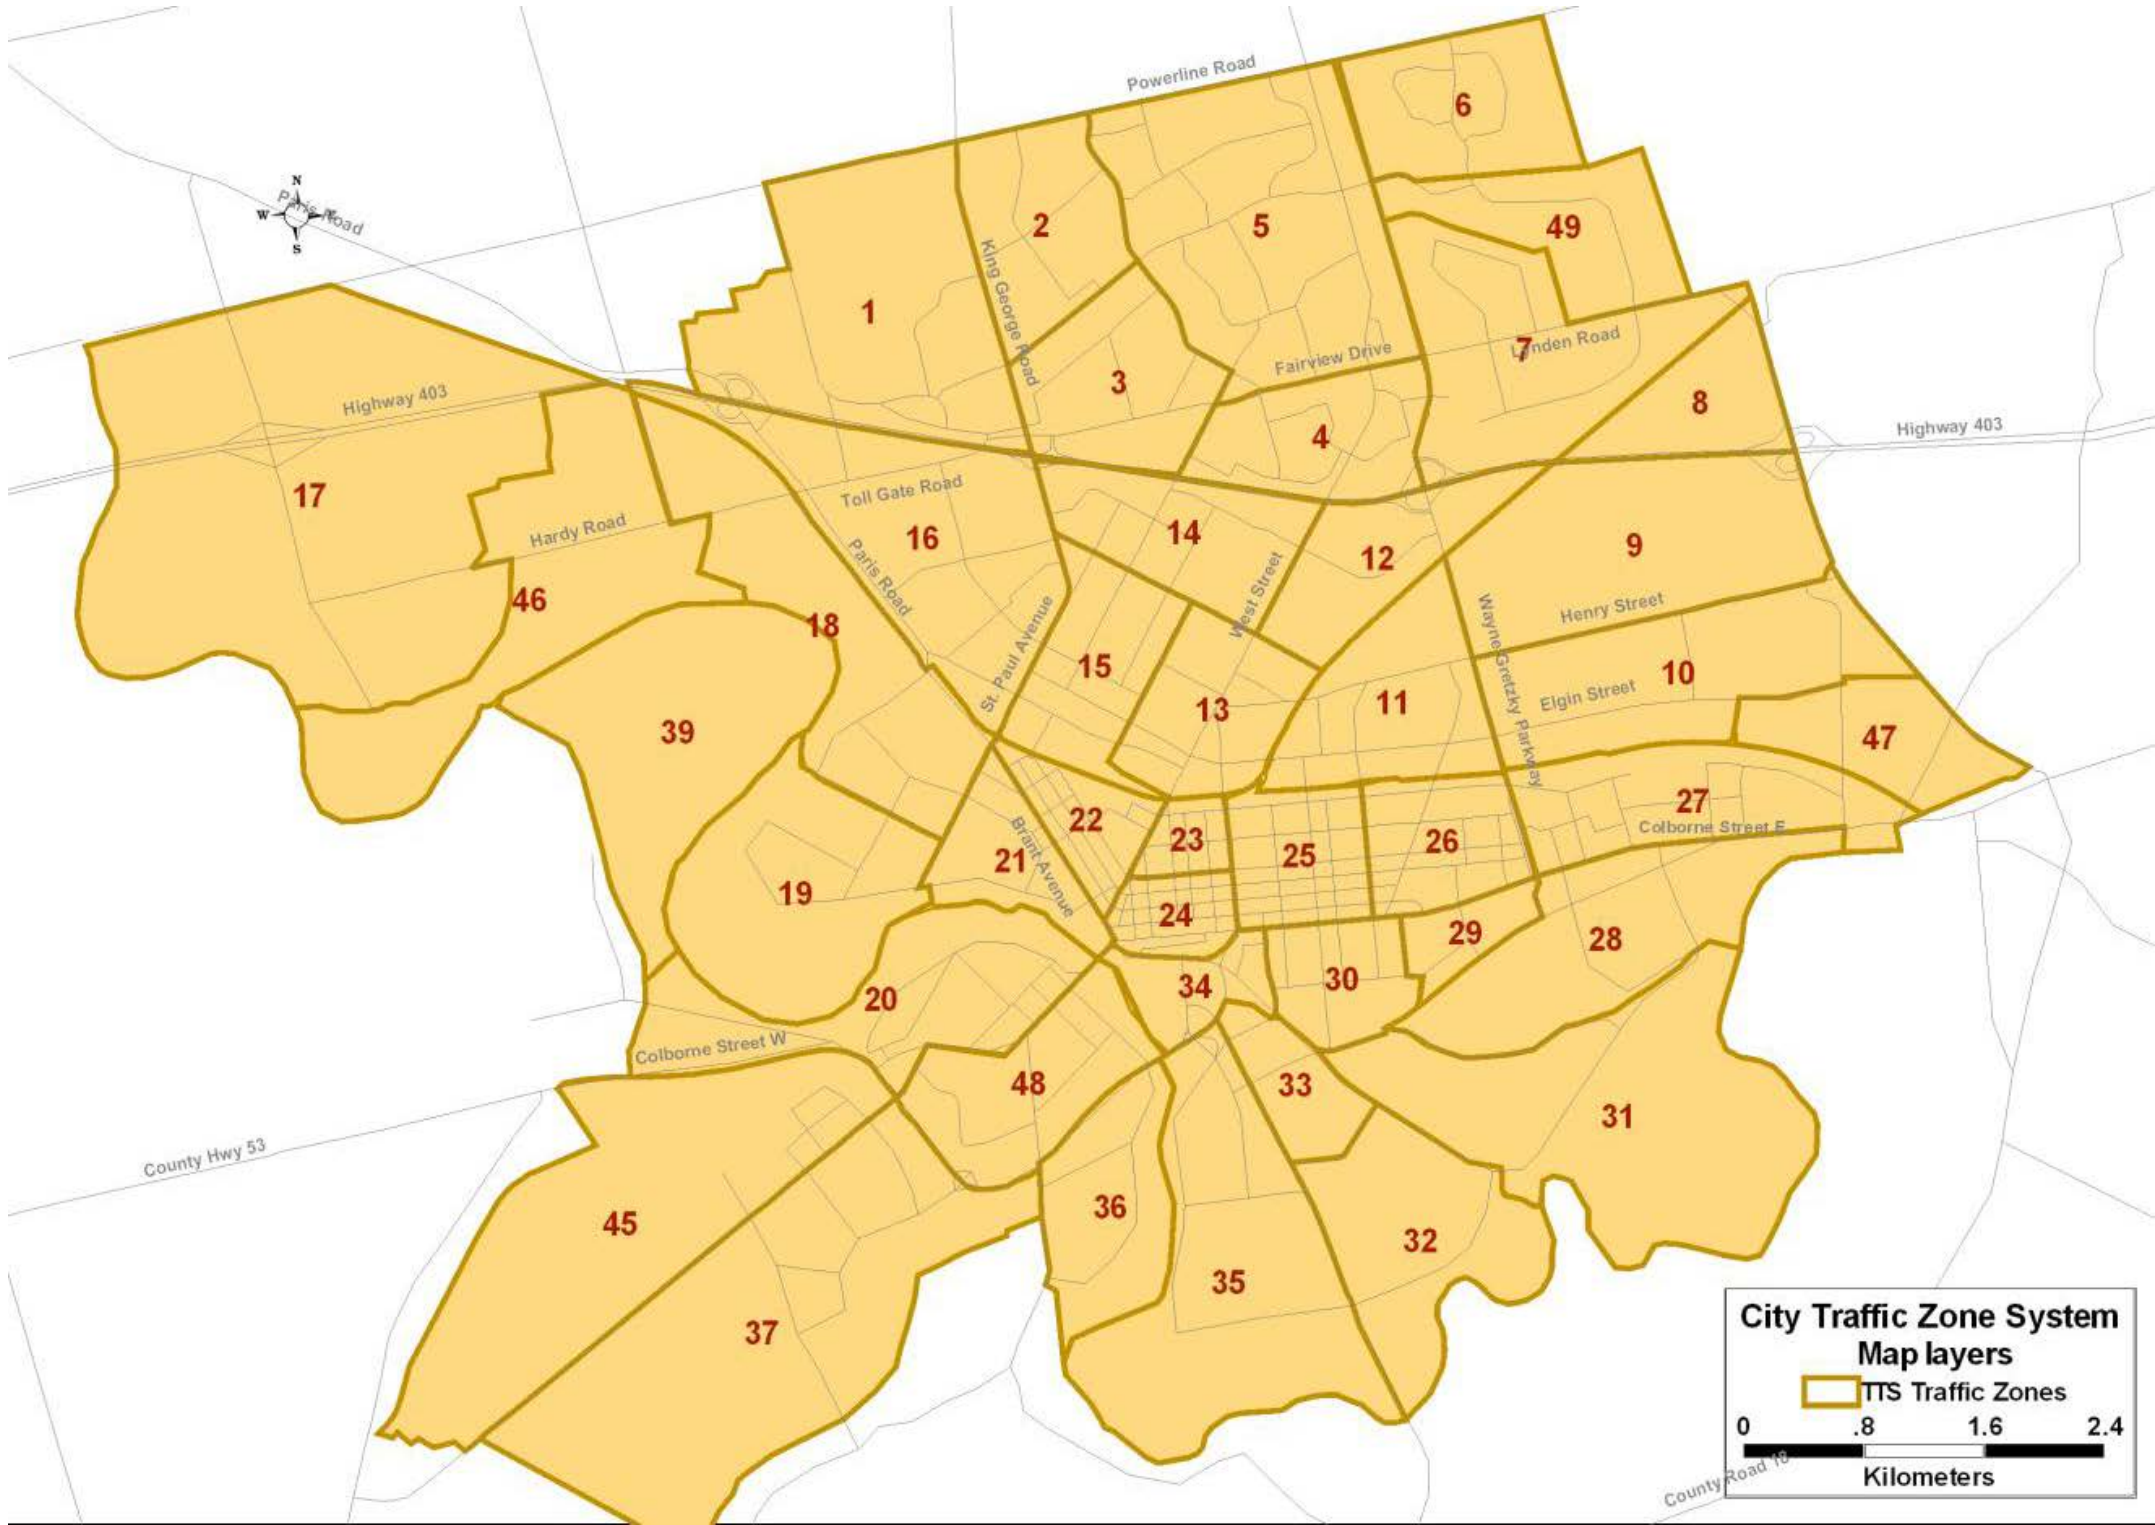 Powerline Road
6
N
Paris Road
W
E
S
2
5
49
King George Road
1
Fairview Drive
Lynden Road
7
3
Highway 403
8
4
Highway 403
17
Toll Gate Road
Hardy Road
16
14
12
9
Paris Road
West Street
46
St. Paul Avenue
Wayne Gretzky Parkway
Henry Street
18
15
10
Elgin Street
11
13
39
47
22
27
Colborne Street E
23
25
26
Brant Avenue
21
19
24
29
28
34
30
20
Colborne Street W
48
33
31
County Hwy 53
36
45
32
35
37
City Traffic Zone System
Map layers
TTS Traffic Zones
0 .8 1.6 2.4
Kilometers
County Road 18